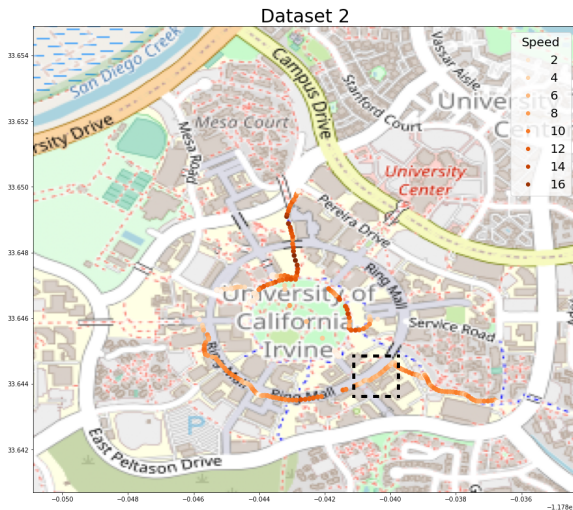 Dataset 2
Speed
2
4
6
8
10
12
14
16
San Diego Creek
Campus Drive
Vassar Aisle
Stanford Court
Mesa Court
Mesa Road
University
Center
Pereira Drive
Ring Mall
University of
California
Irvine
Service Road
Ring Mall
Ring Mall
P
East Peltason Drive
33.654
33.652
33.650
33.648
33.646
33.644
33.642
-0.050
-0.048
-0.046
-0.044
-0.042
-0.040
-0.038
-0.036